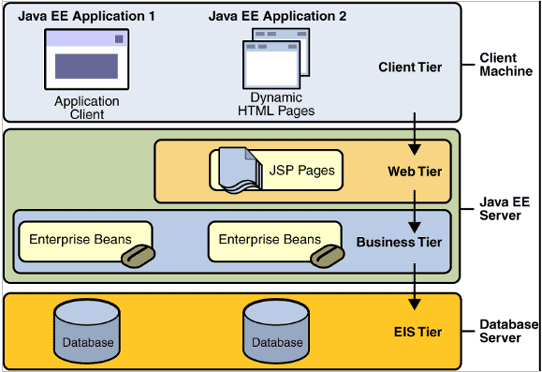 Java EE Application 1
Java EE Application 2
Application
Client
Dynamic
HTML Pages
Client Tier
Client
Machine
JSP Pages
Web Tier
Java EE
Server
Enterprise Beans
Enterprise Beans
Business Tier
Database
Database
EIS Tier
Database
Server